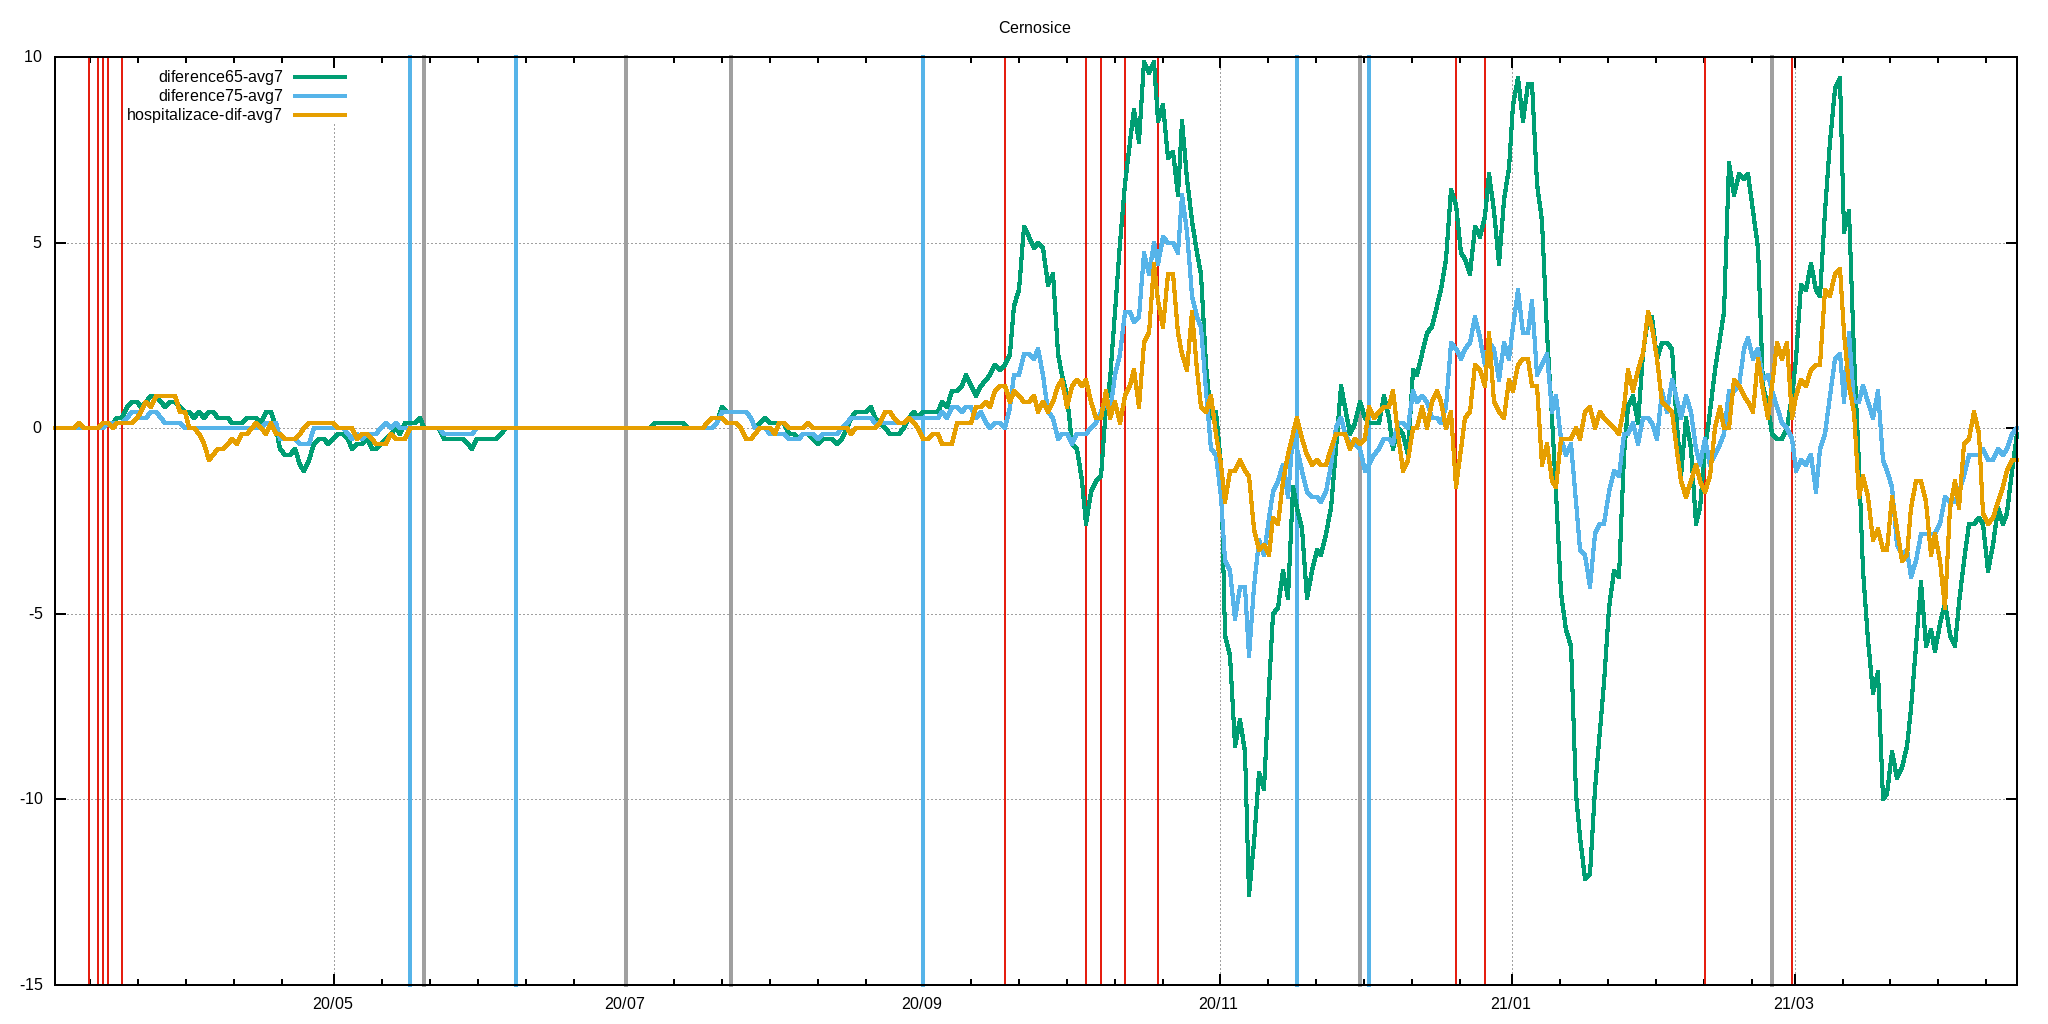 Cernosice
10
diference65-avg7
diference75-avg7
hospitalizace-dif-avg7
5
0
-5
-10
-15
20/05 20/07 20/09 20/11 21/01 21/03